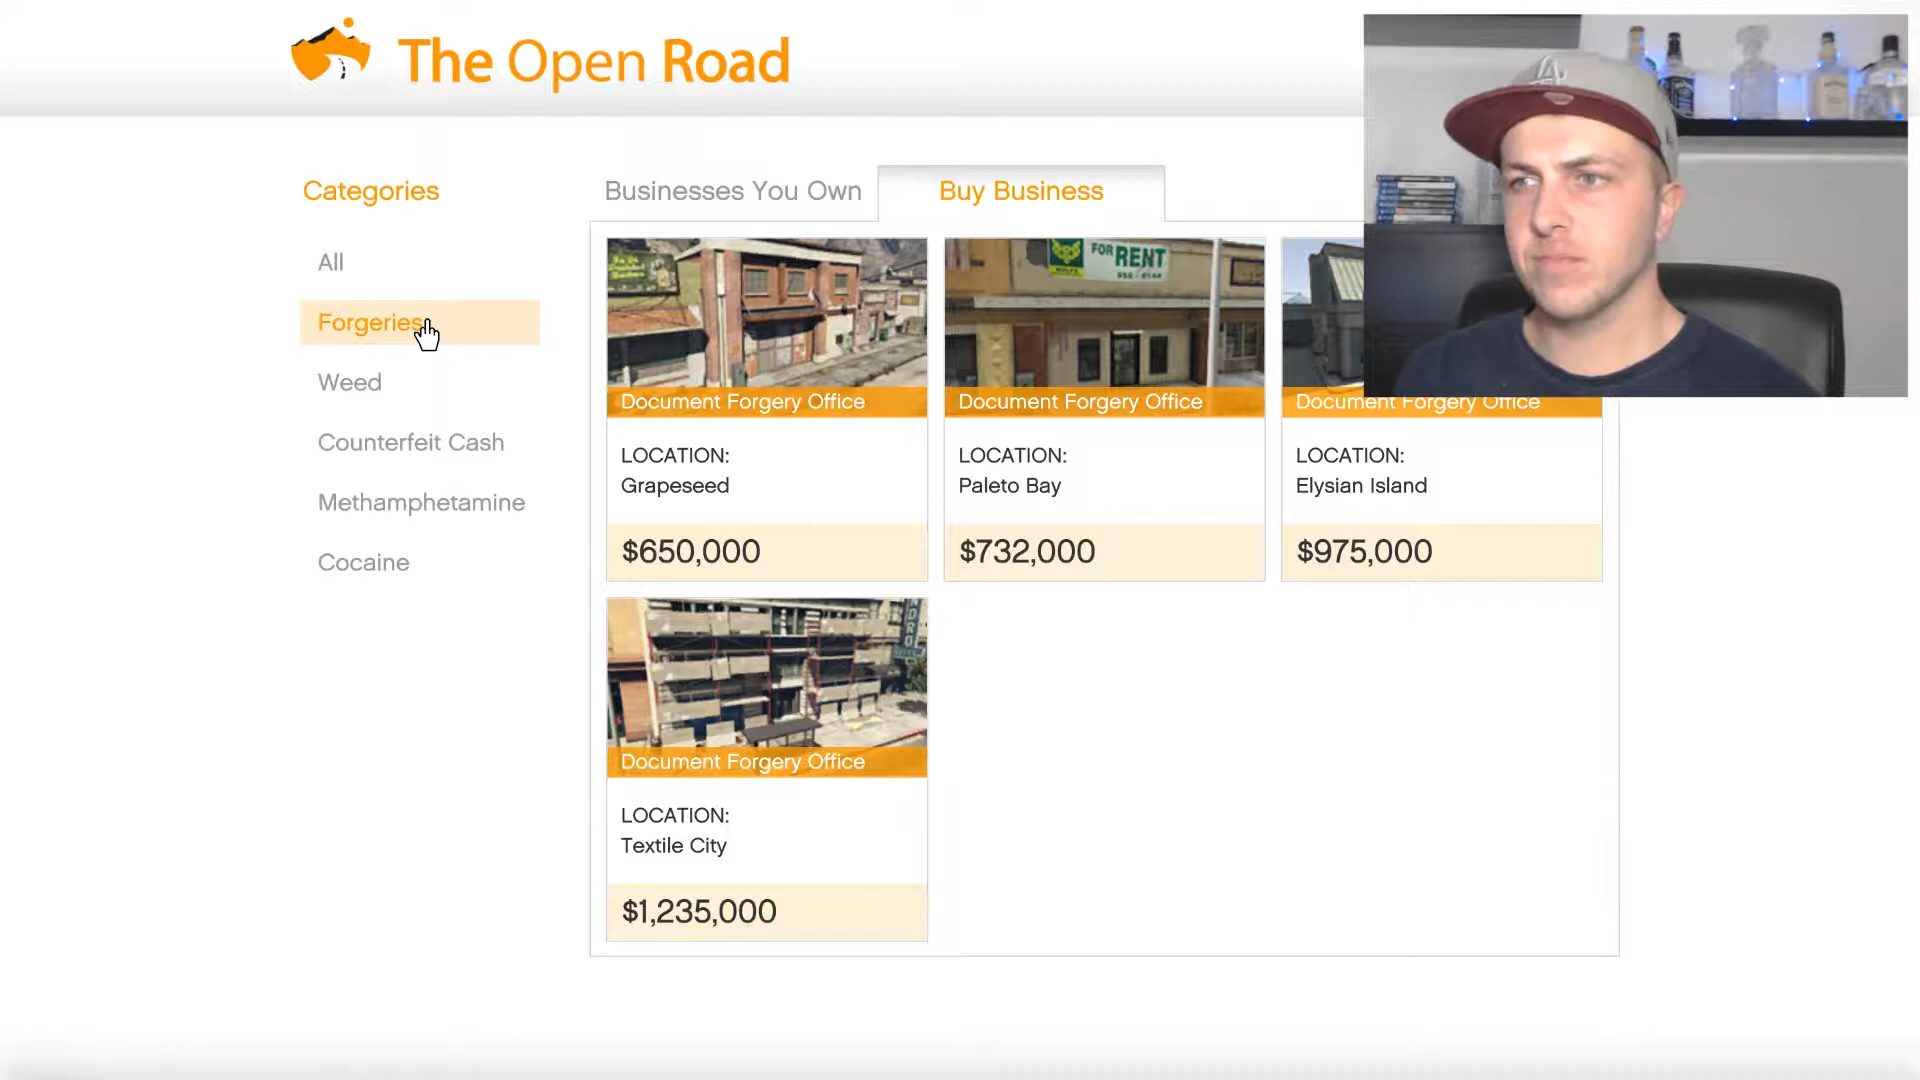 The Open Road
Categories
Businesses You Own
Buy Business
All
Forgeries
Weed
Counterfeit Cash
Methamphetamine
Cocaine
FOR RENT
Document Forgery Office
LOCATION:
Grapeseed
$650,000
Document Forgery Office
LOCATION:
Paleto Bay
$732,000
Document Forgery Office
LOCATION:
Elysian Island
$975,000
Document Forgery Office
LOCATION:
Textile City
$1,235,000